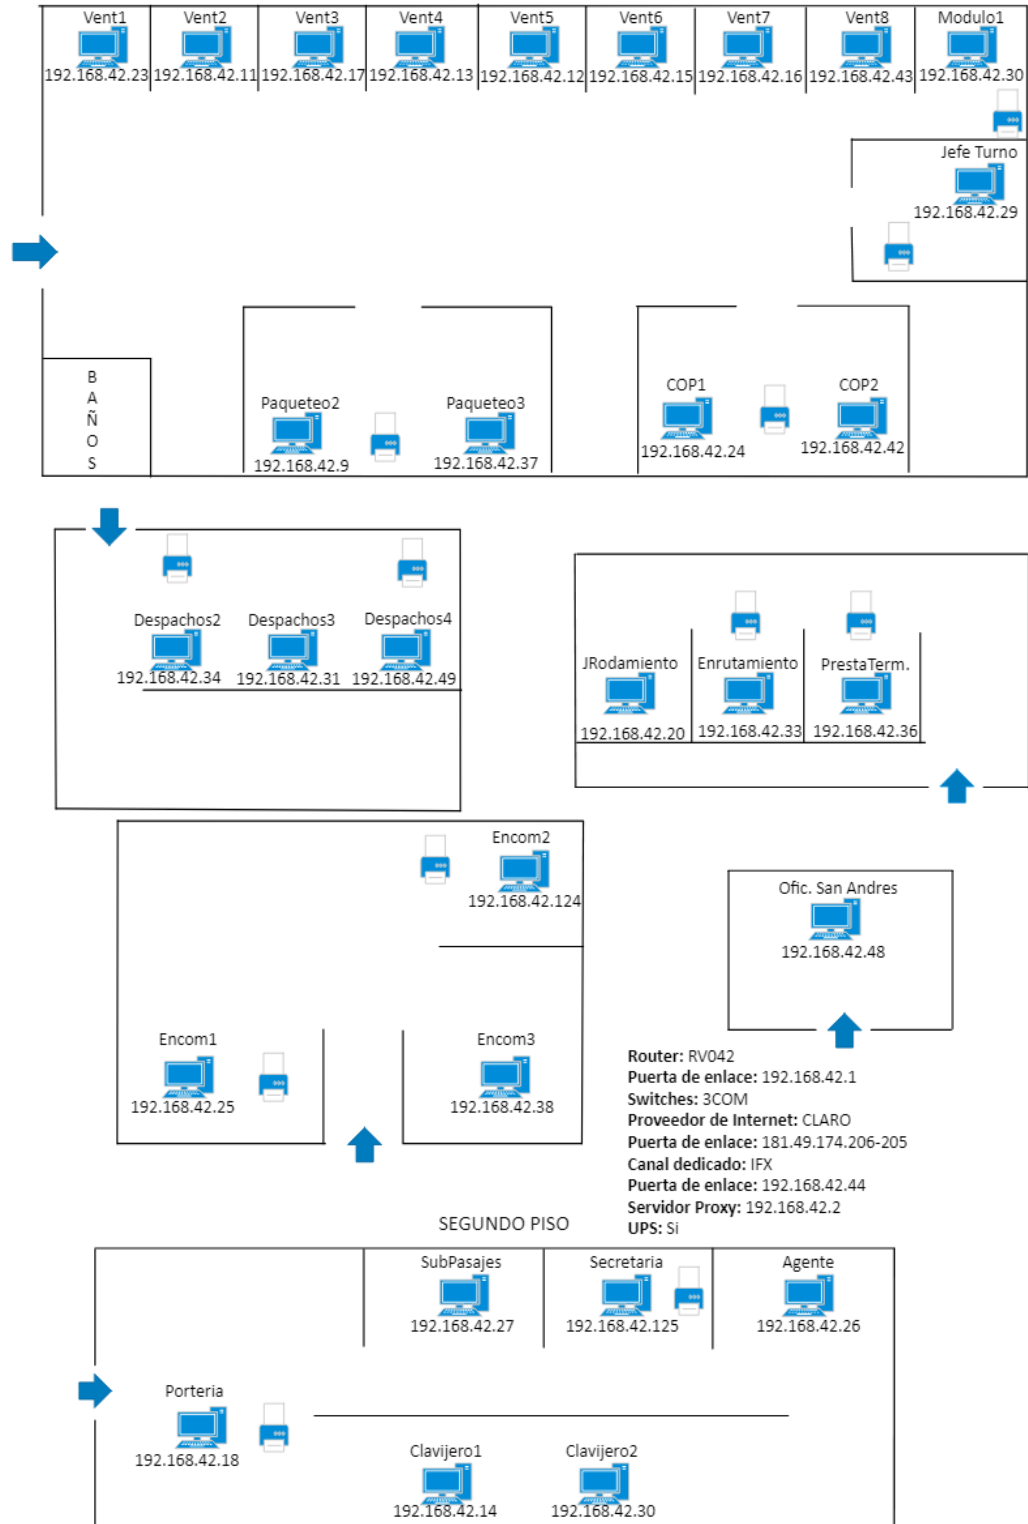 Vent1 Vent2 Vent3 Vent4 Vent5 Vent6 Vent7 Vent8 Modulo1
192.168.42.23 192.168.42.11 192.168.42.17 192.168.42.13 192.168.42.12 192.168.42.15 192.168.42.16 192.168.42.43 192.168.42.30
Jefe Turno
192.168.42.29
B
A
Ñ
O
S
Paqueteo2 Paqueteo3
192.168.42.9 192.168.42.37
COP1 COP2
192.168.42.24 192.168.42.42
Despachos2 Despachos3 Despachos4
192.168.42.34 192.168.42.31 192.168.42.49
JRodamiento Enrutamiento PrestaTerm.
192.168.42.20 192.168.42.33 192.168.42.36
Encom2
192.168.42.124
Encom1 Encom3
192.168.42.25 192.168.42.38
Ofic. San Andres
192.168.42.48
Router: RV042
Puerta de enlace: 192.168.42.1
Switches: 3COM
Proveedor de Internet: CLARO
Puerta de enlace: 181.49.174.206-205
Canal dedicado: IFX
Puerta de enlace: 192.168.42.44
Servidor Proxy: 192.168.42.2
UPS: Si
SEGUNDO PISO
SubPasajes Secretaria Agente
192.168.42.27 192.168.42.125 192.168.42.26
Porteria
192.168.42.18
Clavijero1 Clavijero2
192.168.42.14 192.168.42.30